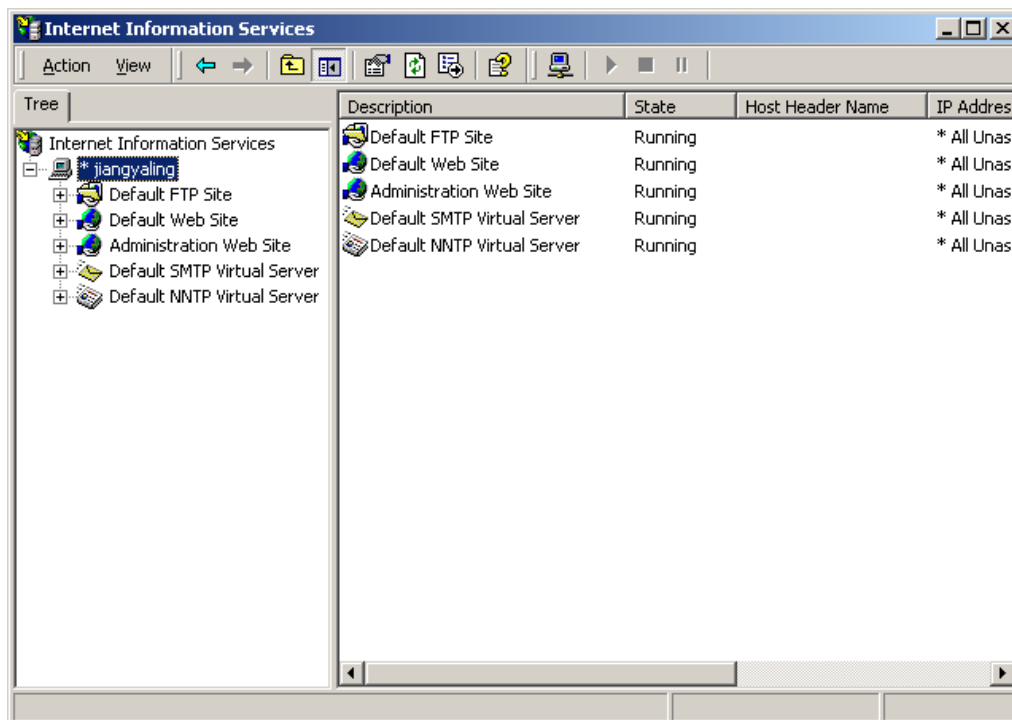 Internet Information Services
Action View
Tree
Internet Information Services
* jiangyaling
Default FTP Site
Default Web Site
Administration Web Site
Default SMTP Virtual Server
Default NNTP Virtual Server
Description State Host Header Name IP Addres
Default FTP Site Running * All Unas
Default Web Site Running * All Unas
Administration Web Site Running * All Unas
Default SMTP Virtual Server Running * All Unas
Default NNTP Virtual Server Running * All Unas